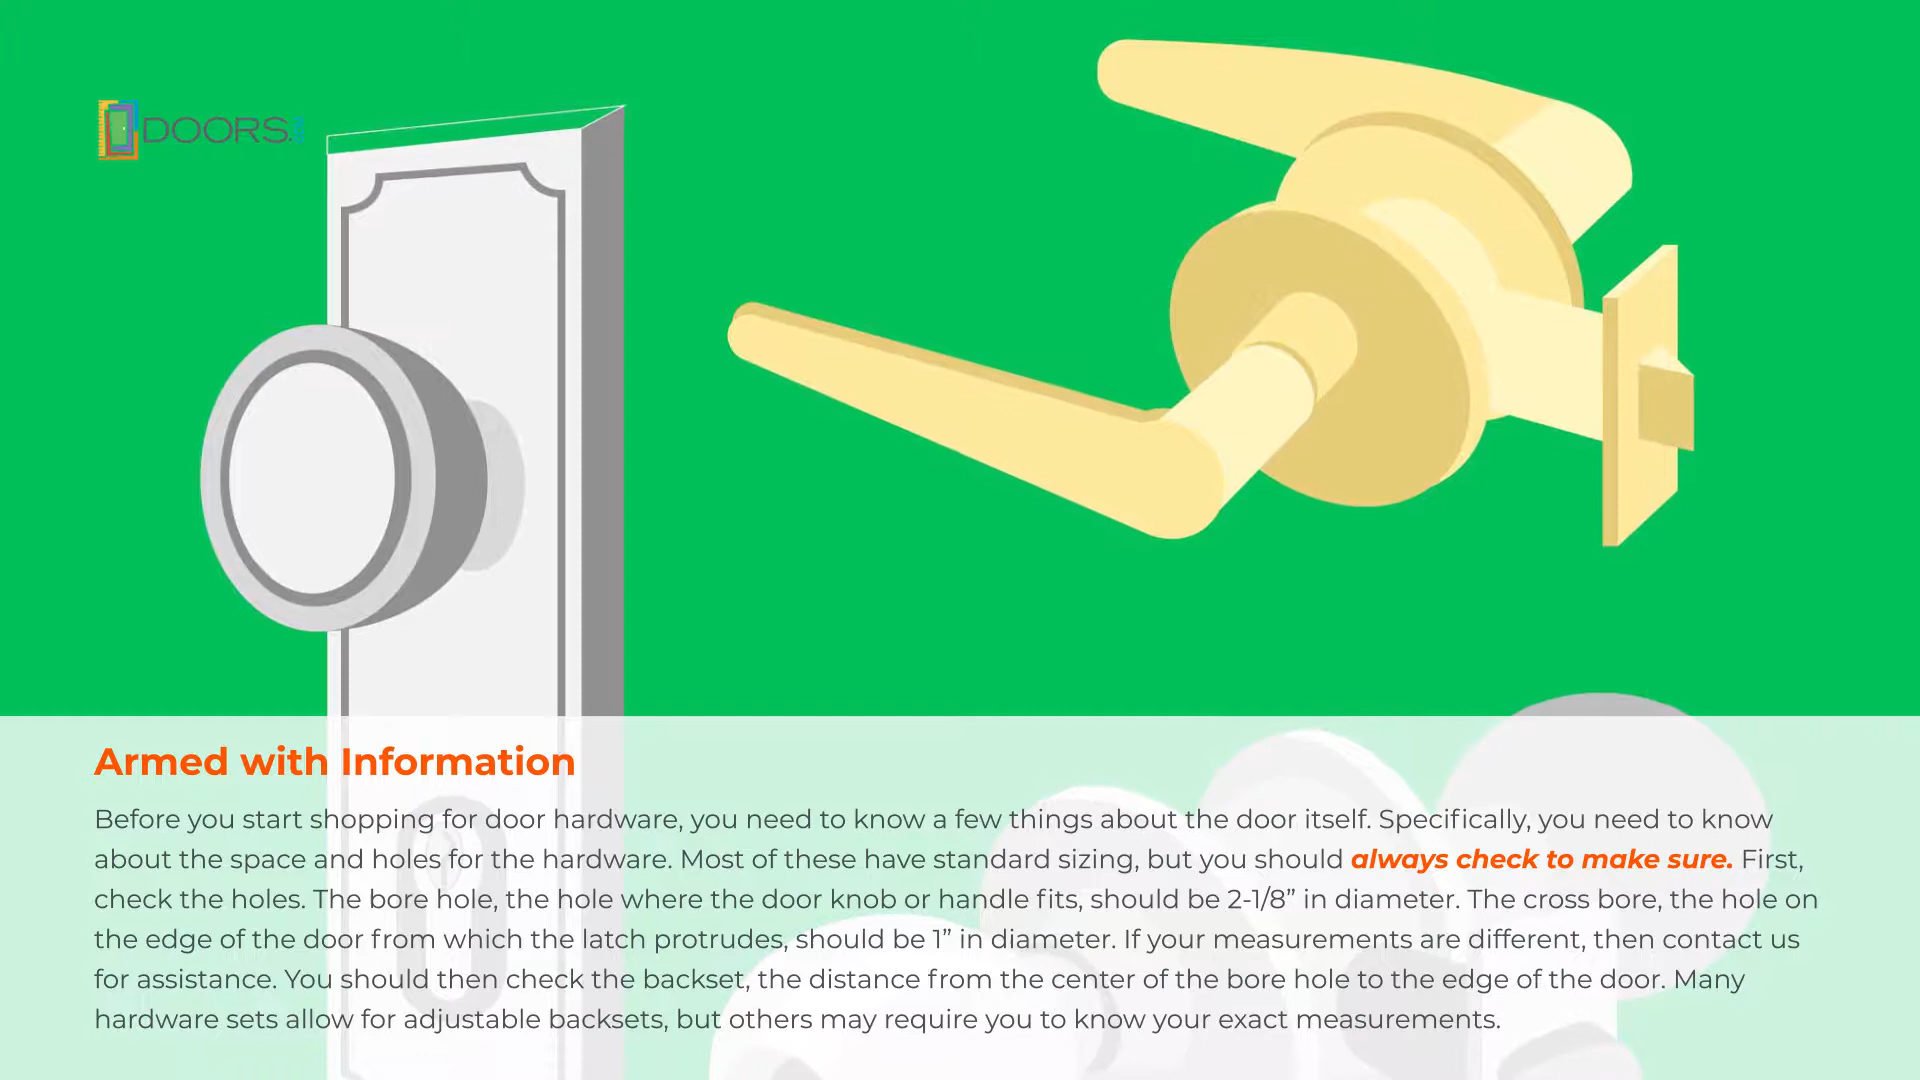 DOORS.COM
Armed with Information
Before you start shopping for door hardware, you need to know a few things about the door itself. Specifically, you need to know
about the space and holes for the hardware. Most of these have standard sizing, but you should always check to make sure. First,
check the holes. The bore hole, the hole where the door knob or handle fits, should be 2-1/8” in diameter. The cross bore, the hole on
the edge of the door from which the latch protrudes, should be 1” in diameter. If your measurements are different, then contact us
for assistance. You should then check the backset, the distance from the center of the bore hole to the edge of the door. Many
hardware sets allow for adjustable backsets, but others may require you to know your exact measurements.